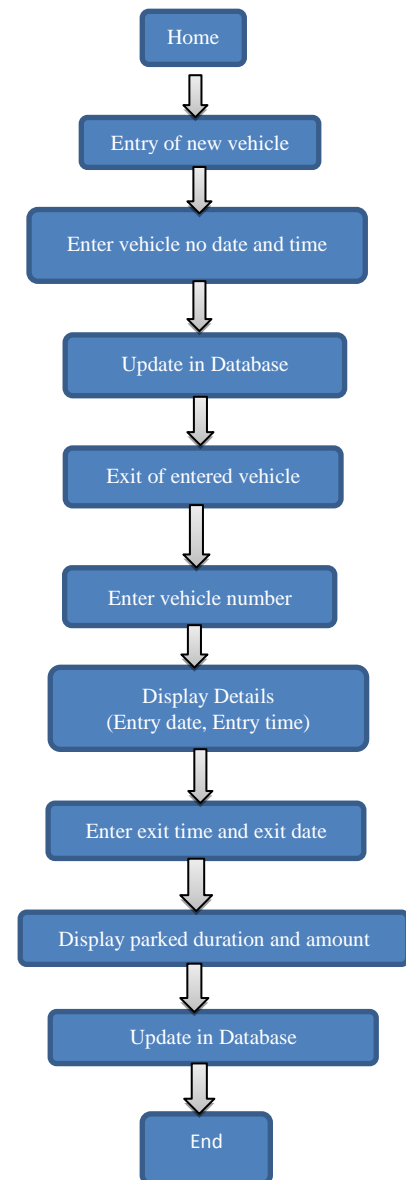 Home
Entry of new vehicle
Enter vehicle no date and time
Update in Database
Exit of entered vehicle
Enter vehicle number
Display Details
(Entry date, Entry time)
Enter exit time and exit date
Display parked duration and amount
Update in Database
End